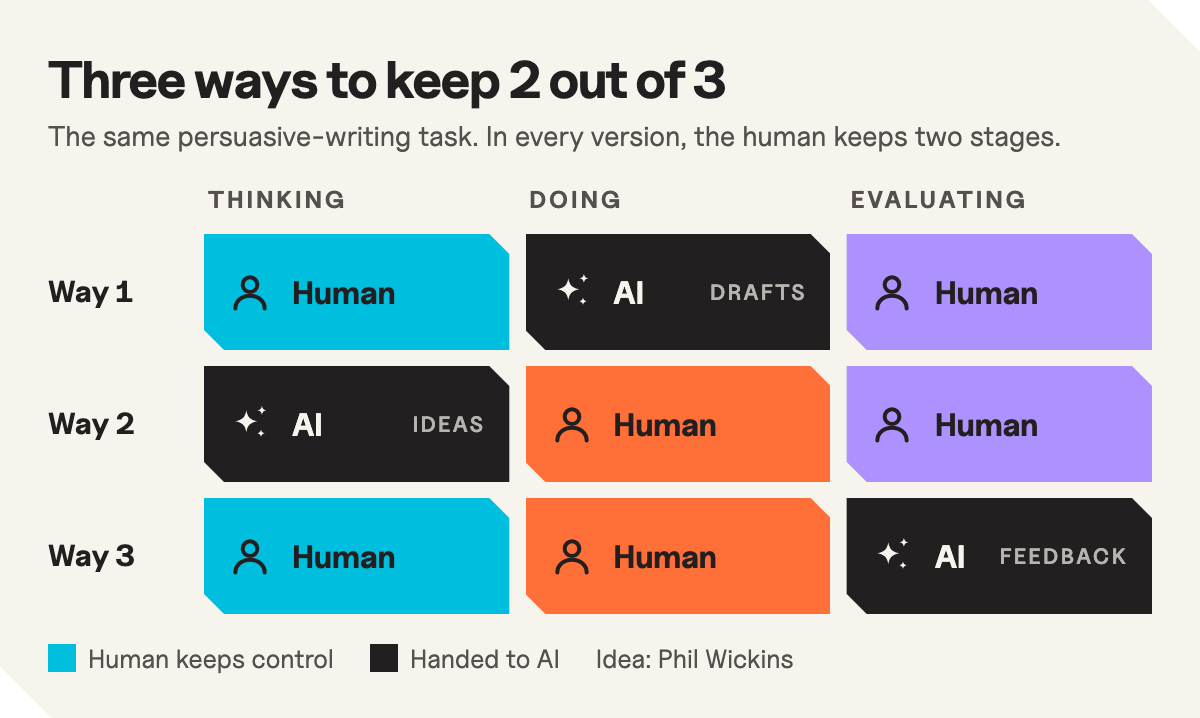 Three ways to keep 2 out of 3
The same persuasive-writing task. In every version, the human keeps two stages.
THINKING DOING EVALUATING
Way 1 Human AI DRAFTS Human
Way 2 AI IDEAS Human Human
Way 3 Human Human AI FEEDBACK
Human keeps control Handed to AI Idea: Phil Wickins